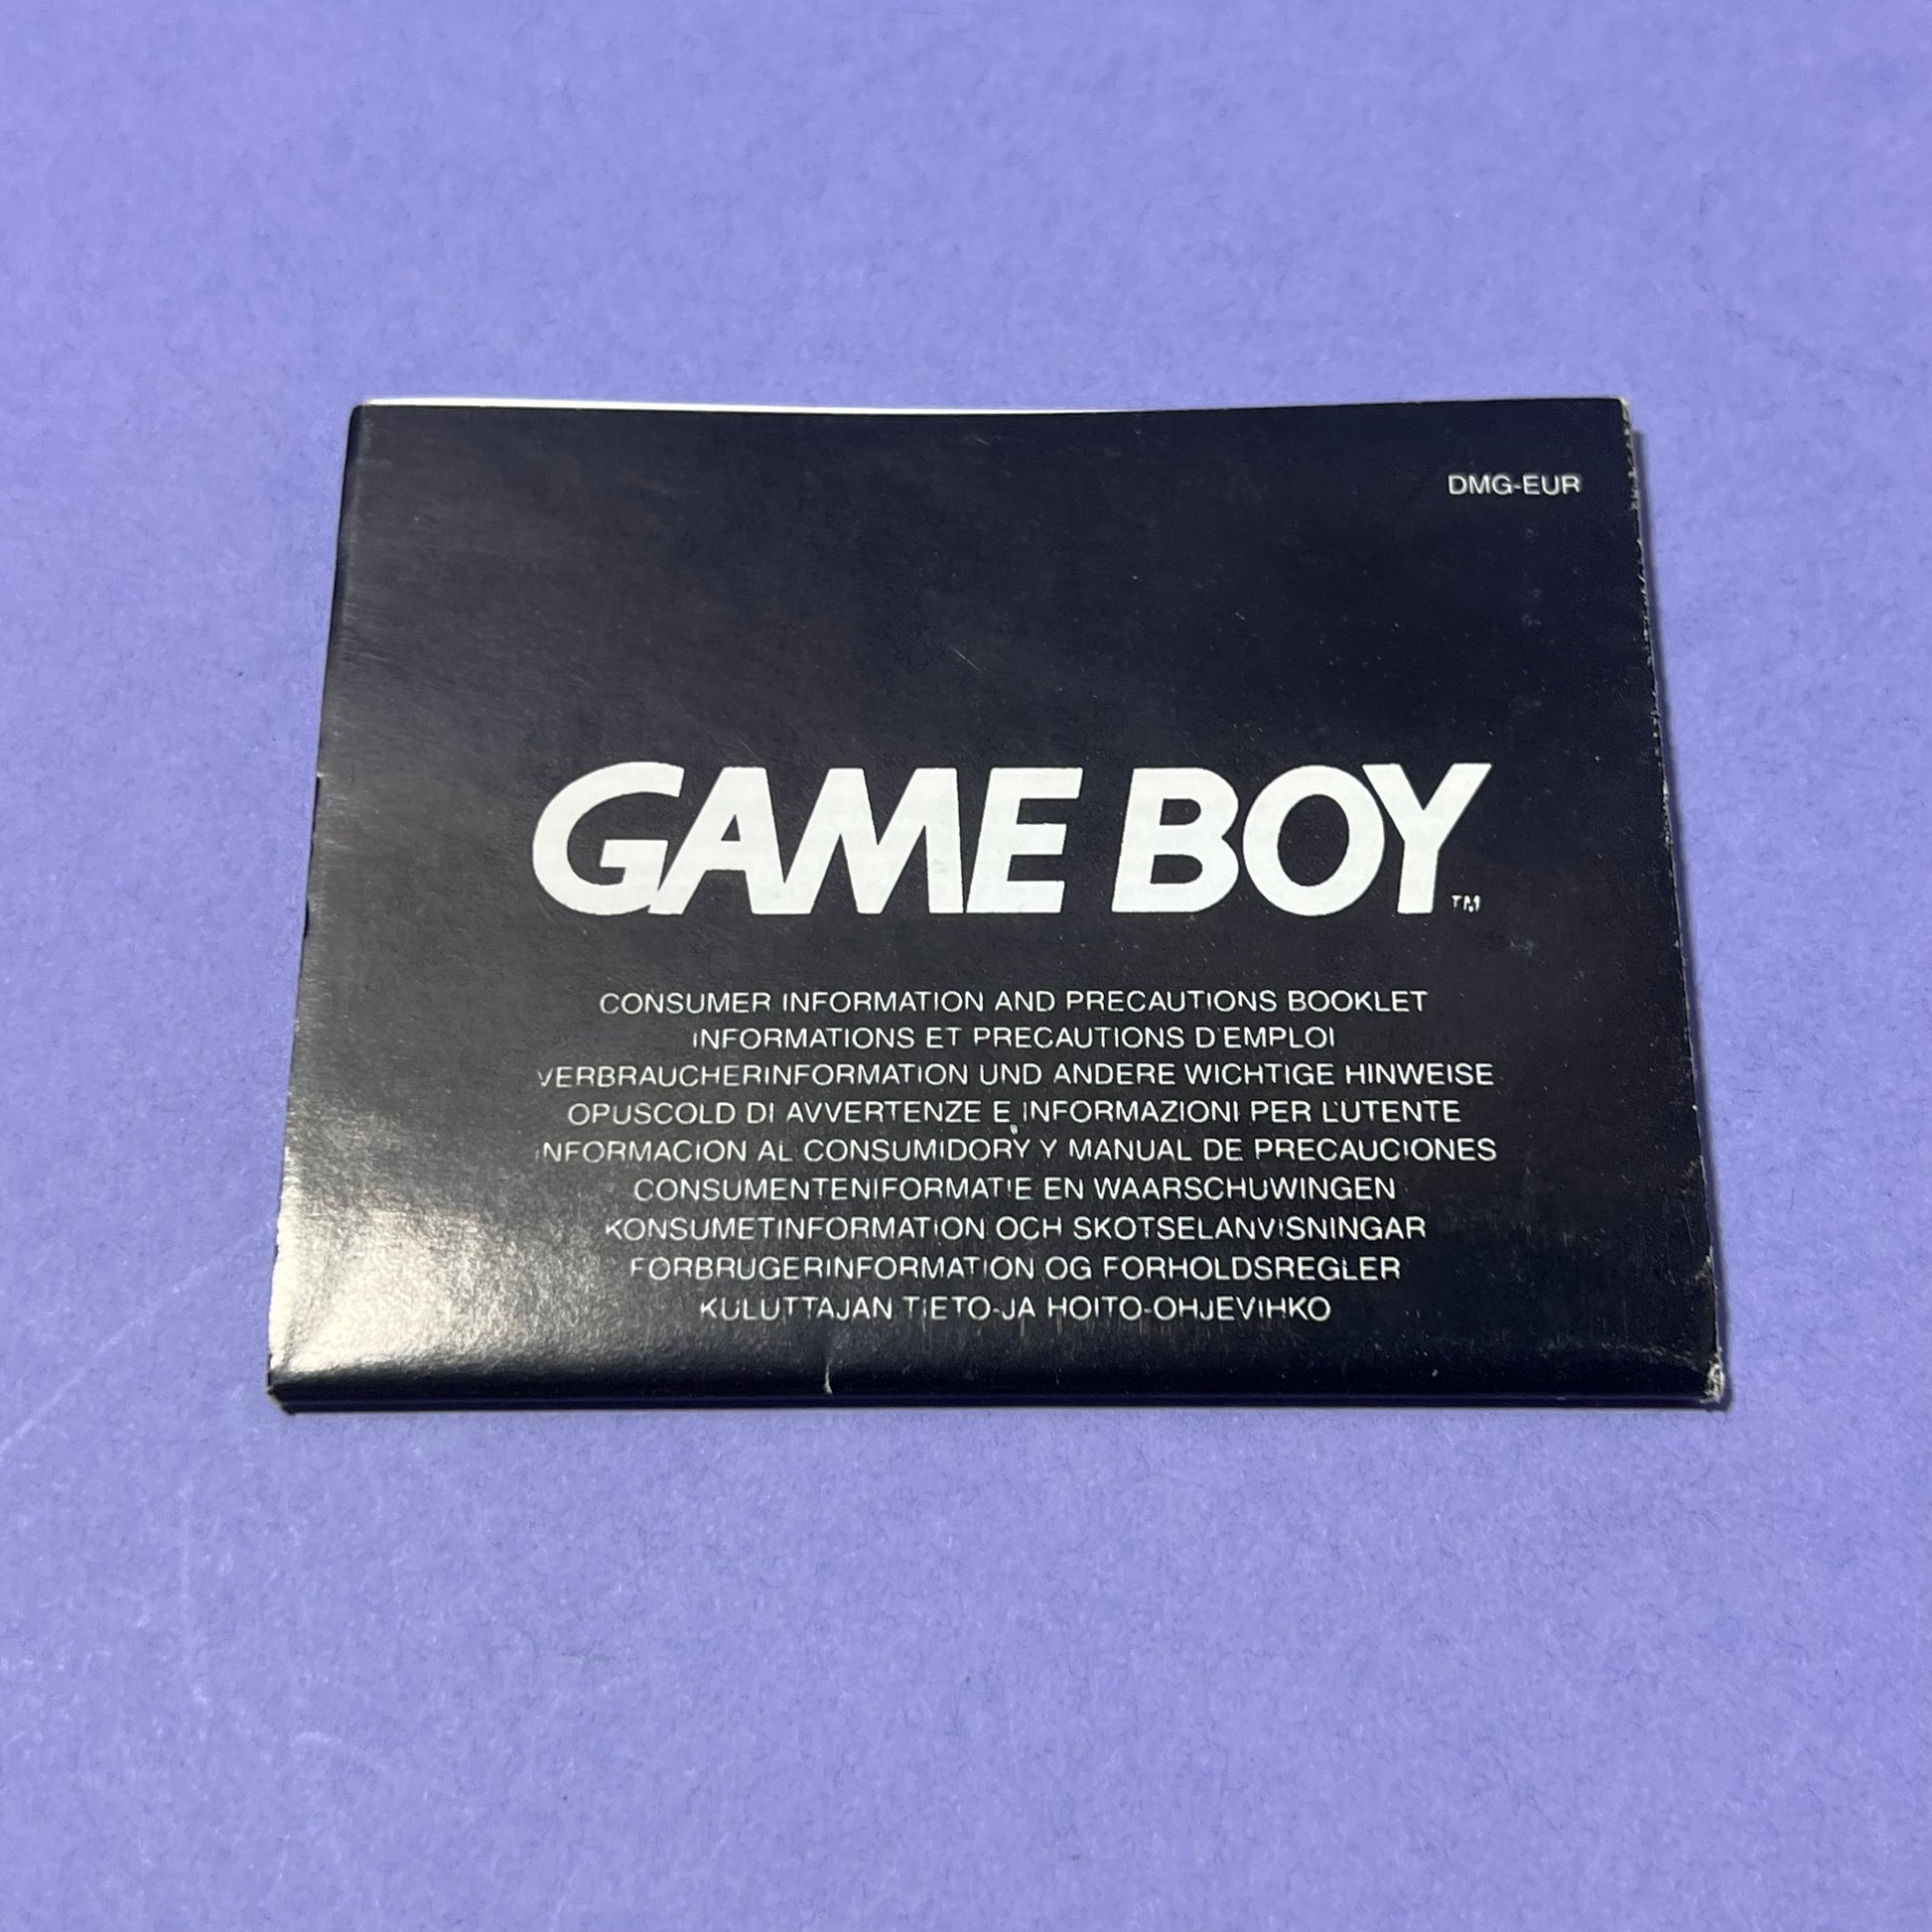 DMG-EUR
GAME BOY™
CONSUMER INFORMATION AND PRECAUTIONS BOOKLET
INFORMATIONS ET PRECAUTIONS D'EMPLOI
VERBRAUCHERINFORMATION UND ANDERE WICHTIGE HINWEISE
OPUSCOLD DI AVVERTENZE E INFORMAZIONI PER L'UTENTE
INFORMACION AL CONSUMIDORY Y MANUAL DE PRECAUCIONES
CONSUMENTENIFORMATIE EN WAARSCHUWINGEN
KONSUMETINFORMATION OCH SKOTSELANVISNINGAR
FORBRUGERINFORMATION OG FORHOLDSREGLER
KULUTTAJAN TIETO-JA HOITO-OHJEVIHKO